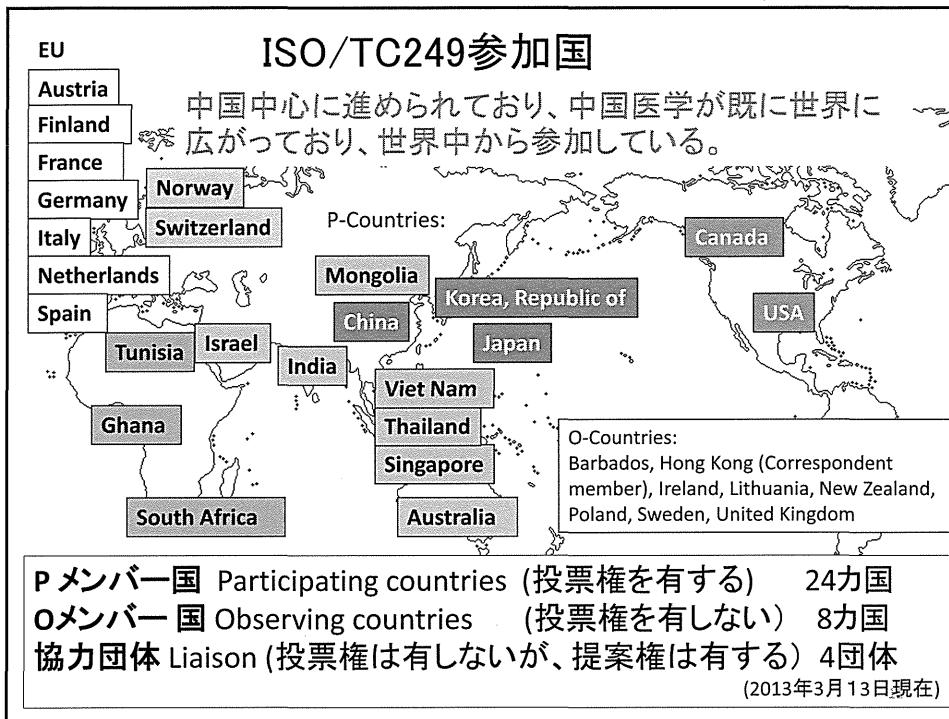 ISO/TC249参加国
中国中心に進められており、中国医学が既に世界に
広がっており、世界中から参加している。
EU
Austria
Finland
France
Germany
Italy
Netherlands
Spain
Norway
Switzerland
P-Countries:
Mongolia
Korea, Republic of
China
Japan
Canada
USA
Tunisia
Israel
India
Viet Nam
Thailand
Singapore
Ghana
South Africa
Australia
O-Countries:
Barbados, Hong Kong (Correspondent
member), Ireland, Lithuania, New Zealand,
Poland, Sweden, United Kingdom
P メンバー国 Participating countries (投票権を有する) 24カ国
Oメンバー 国 Observing countries (投票権を有しない) 8カ国
協力団体 Liaison (投票権は有しないが、提案権は有する) 4団体
(2013年3月13日現在)